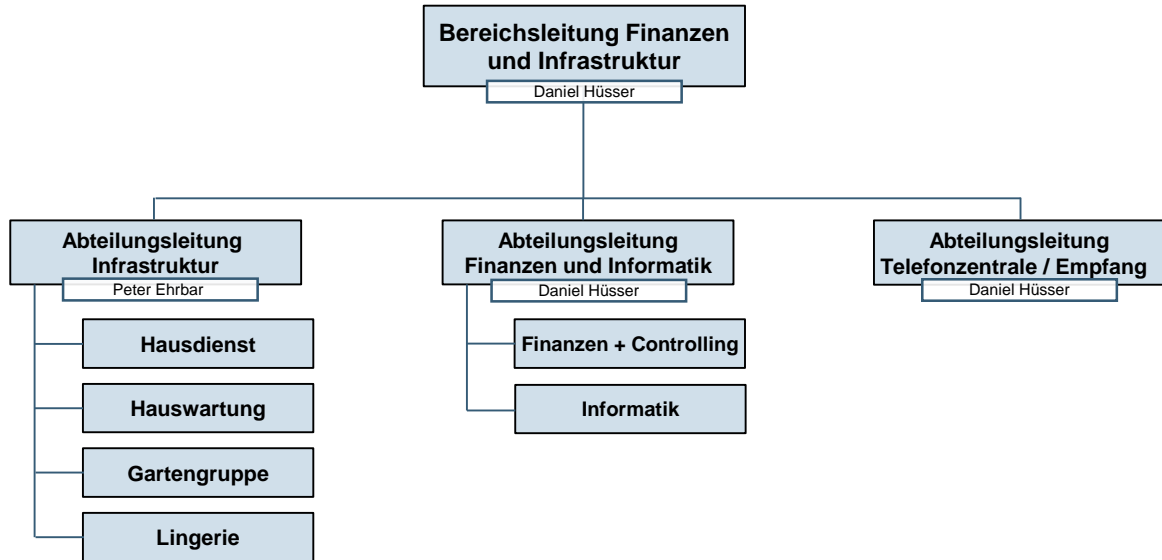 Bereichsleitung Finanzen
und Infrastruktur
Daniel Hüsser
Abteilungsleitung
Infrastruktur
Peter Ehrbar
Hausdienst
Hauswartung
Gartengruppe
Lingerie
Abteilungsleitung
Finanzen und Informatik
Daniel Hüsser
Finanzen + Controlling
Informatik
Abteilungsleitung
Telefonzentrale / Empfang
Daniel Hüsser